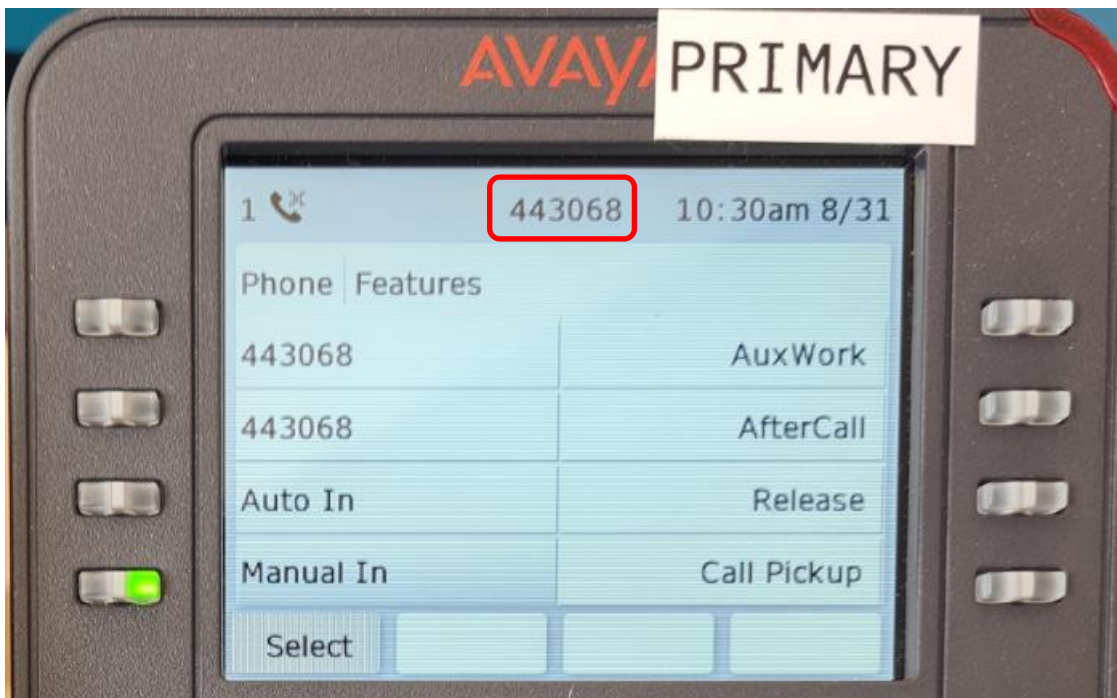 AVAYA PRIMARY
1 443068 10:30am 8/31
Phone Features
443068 AuxWork
443068 AfterCall
Auto In Release
Manual In Call Pickup
Select